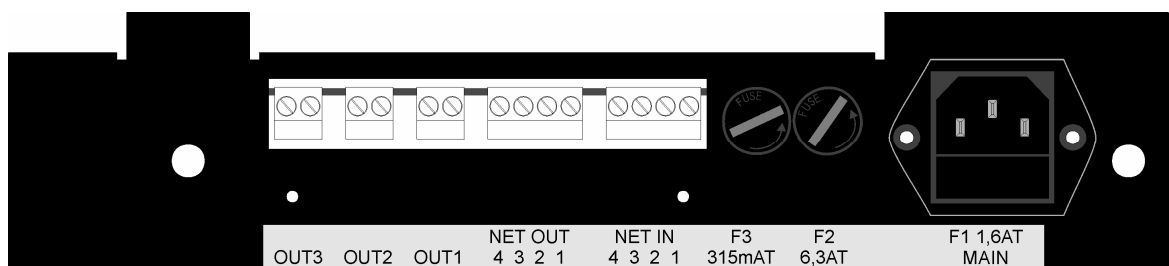 FUSE
FUSE
NET OUT
NET IN
F3
F2
F1 1,6AT
OUT3
OUT2
OUT1
4 3 2 1
4 3 2 1
315mAT
6,3AT
MAIN